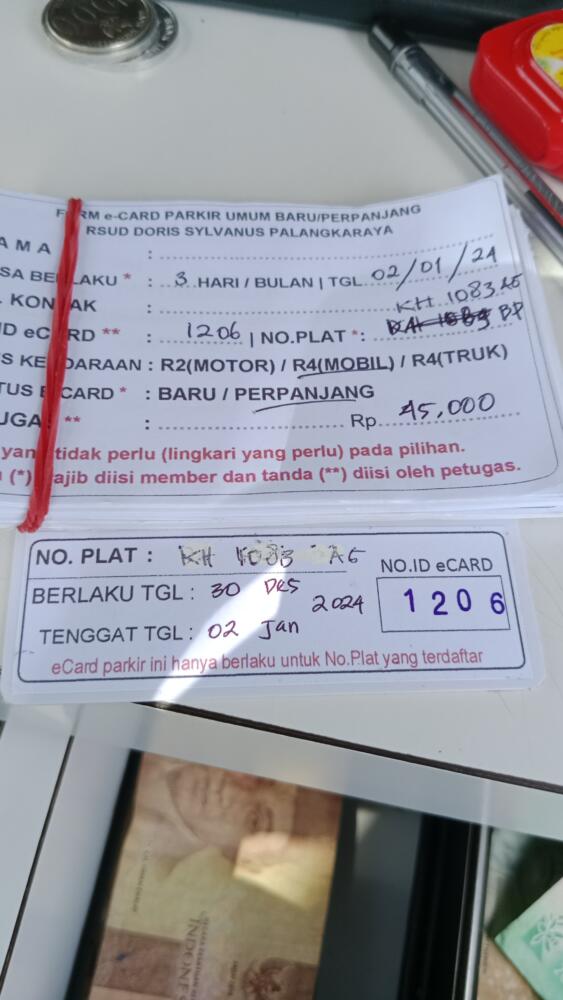 FORM e-CARD PARKIR UMUM BARU/PERPANJANG
RSUD DORIS SYLVANUS PALANGKARAYA
AMA :
SA BERLAKU * : 3 HARI / BULAN | TGL 02/01/24
. KONTAK : KH 1083 AE
ID eCARD ** : 1206 | NO.PLAT *: BP
S KENDARAAN : R2(MOTOR) / R4(MOBIL) / R4(TRUK)
TUS ECARD * : BARU / PERPANJANG
UGAS ** : Rp. 45,000
yang tidak perlu (lingkari yang perlu) pada pilihan.
(*) wajib diisi member dan tanda (**) diisi oleh petugas.
NO. PLAT : KH 1083 AE
NO.ID eCARD
BERLAKU TGL : 30 DES
2024
1206
TENGGAT TGL : 02 Jan
eCard parkir ini hanya berlaku untuk No.Plat yang terdaftar